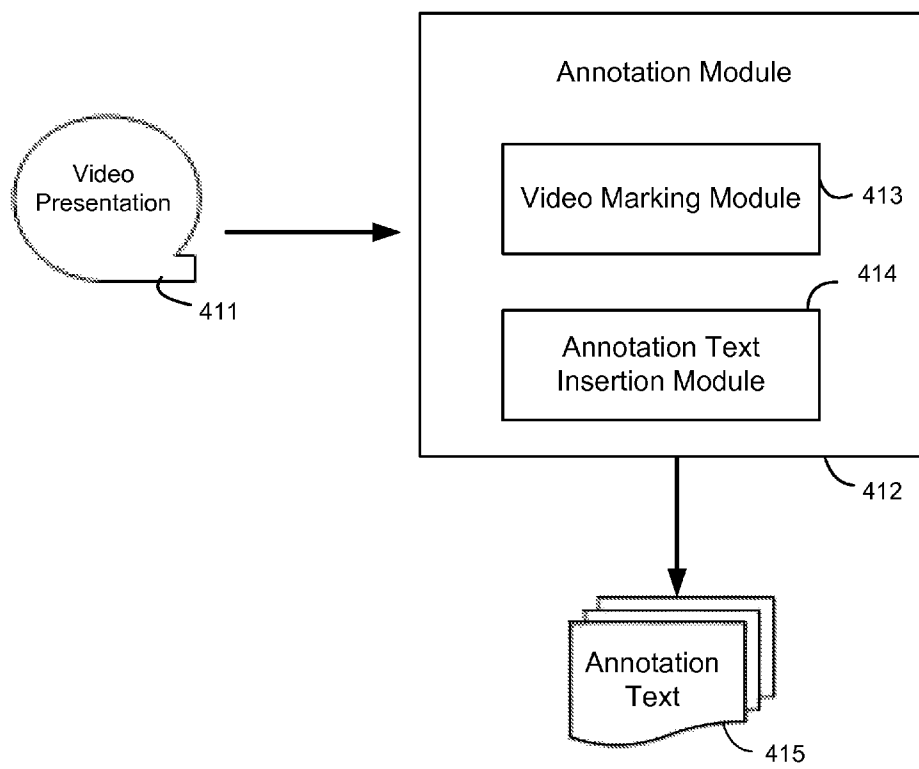 Annotation Module
Video
Presentation
411
Video Marking Module
413
414
Annotation Text
Insertion Module
412
Annotation
Text
415